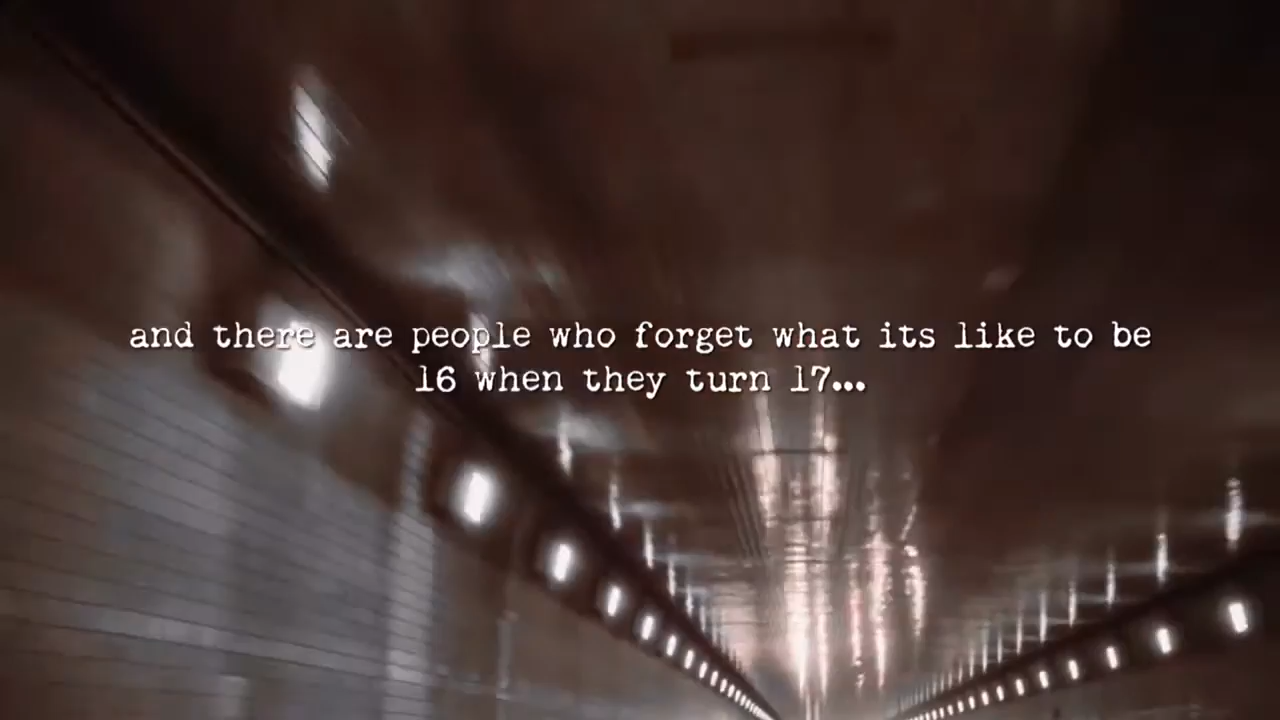 and there are people who forget what its like to be
16 when they turn 17...